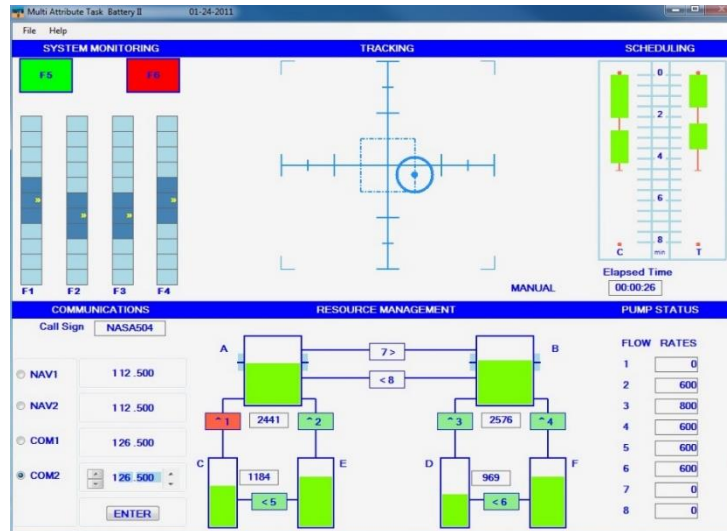 Multi Attribute Task Battery II 01-24-2011
File Help
SYSTEM MONITORING
F5 F6
F1 F2 F3 F4
TRACKING
MANUAL
SCHEDULING
0
2
4
6
8
C min T
Elapsed Time
00:00:26
COMMUNICATIONS
Call Sign NASA504
NAV1 112.500
NAV2 112.500
COM1 126.500
COM2 126.500
ENTER
RESOURCE MANAGEMENT
A 7 > B
< 8
^ 1 2441 ^ 2 ^ 3 2576 ^ 4
C 1184 E D 969 F
< 5 < 6
PUMP STATUS
FLOW RATES
1 0
2 600
3 800
4 600
5 600
6 600
7 0
8 0